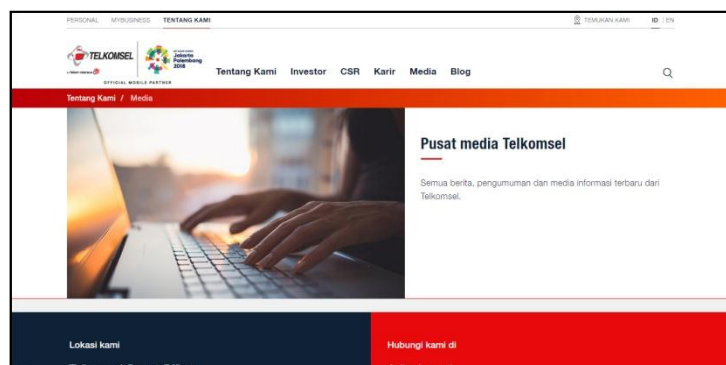 PERSONAL MYBUSINESS TENTANG KAMI
TEMUKAN KAMI ID | EN
TELKOMSEL
Jakarta
Palembang
2018
OFFICIAL MOBILE PARTNER
Tentang Kami Investor CSR Karir Media Blog
Tentang Kami / Media
Pusat media Telkomsel
Semua berita, pengumuman dan media informasi terbaru dari
Telkomsel.
Lokasi kami
Hubungi kami di